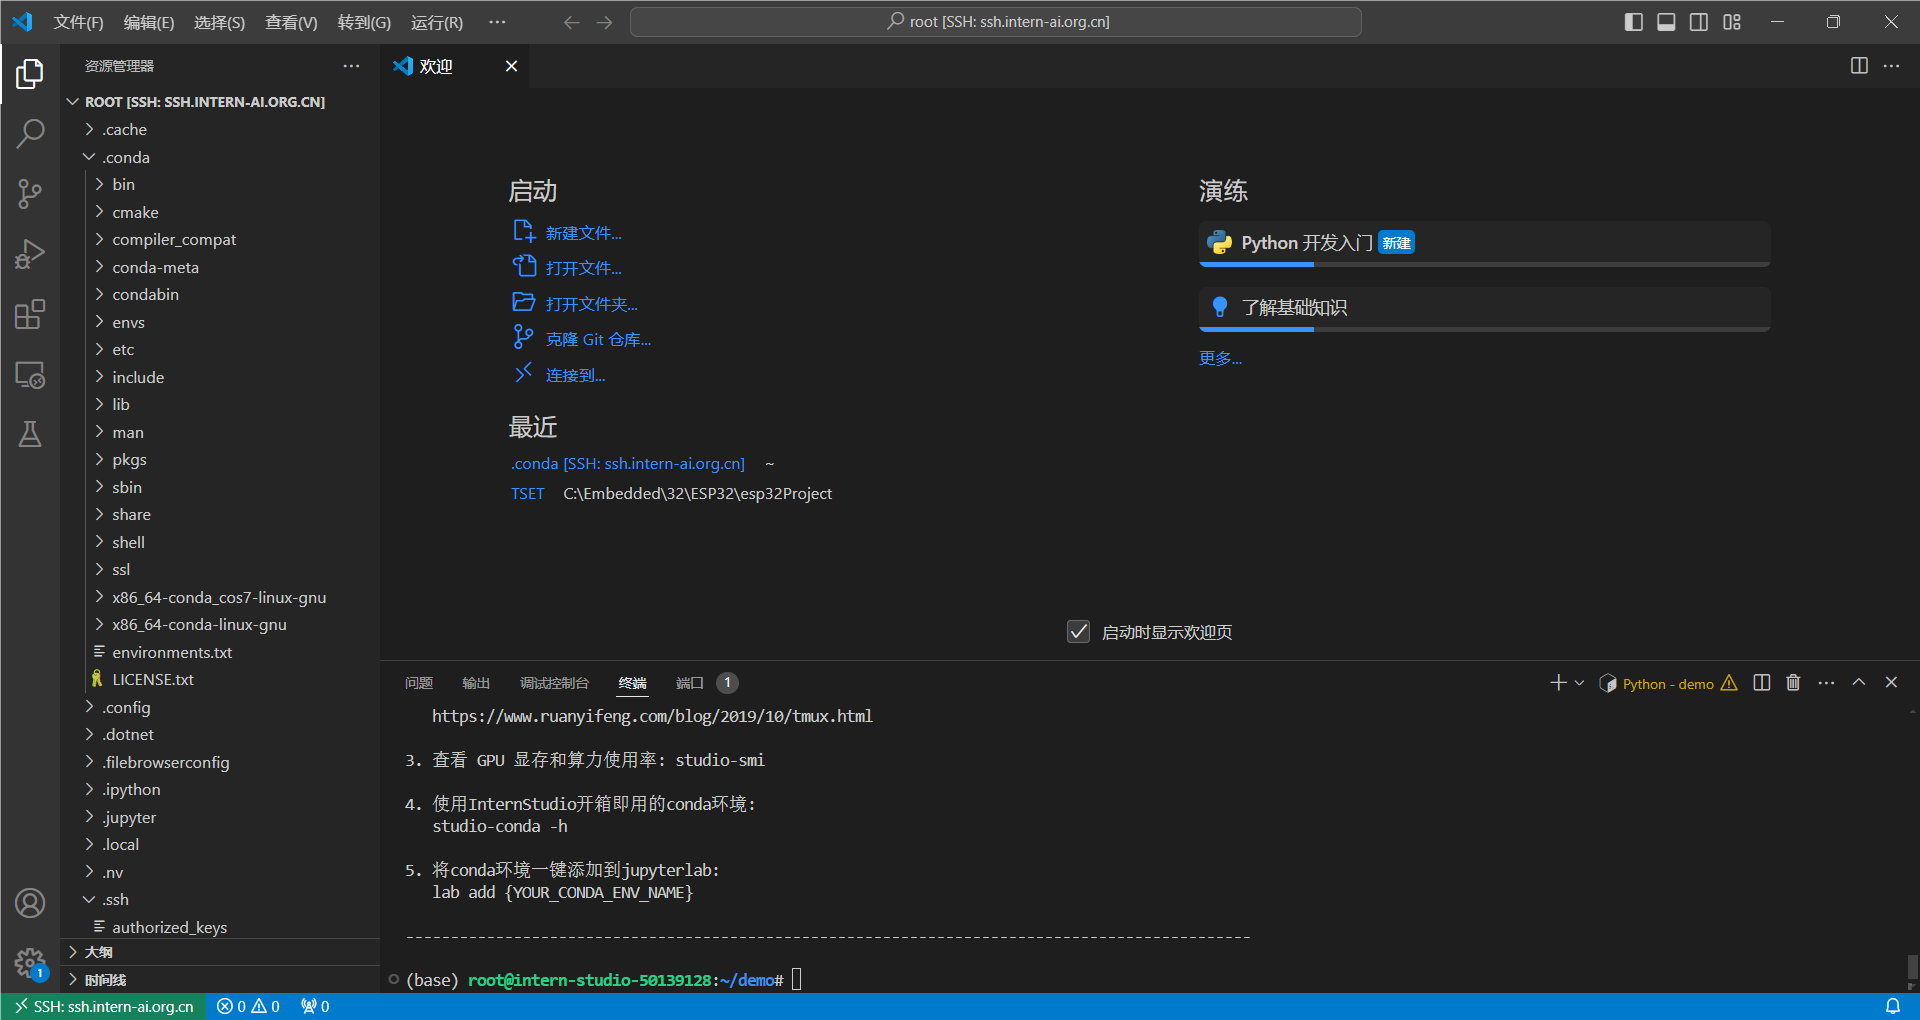 文件(F) 编辑(E) 选择(S) 查看(V) 转到(G) 运行(R) ···
root [SSH: ssh.intern-ai.org.cn]
资源管理器
ROOT [SSH: SSH.INTERN-AI.ORG.CN]
.cache
.conda
bin
cmake
compiler_compat
conda-meta
condabin
envs
etc
include
lib
man
pkgs
sbin
share
shell
ssl
x86_64-conda_cos7-linux-gnu
x86_64-conda-linux-gnu
environments.txt
LICENSE.txt
.config
.dotnet
.filebrowserconfig
.ipython
.jupyter
.local
.nv
.ssh
authorized_keys
大纲
时间线
1
欢迎
启动
新建文件...
打开文件...
打开文件夹...
克隆 Git 仓库...
连接到...
最近
.conda [SSH: ssh.intern-ai.org.cn] ~
TSET C:\Embedded\32\ESP32\esp32Project
演练
Python 开发入门 新建
了解基础知识
更多...
启动时显示欢迎页
问题 输出 调试控制台 终端 端口 1
Python - demo
https://www.ruanyifeng.com/blog/2019/10/tmux.html
3. 查看 GPU 显存和算力使用率: studio-smi
4. 使用InternStudio开箱即用的conda环境:
studio-conda -h
5. 将conda环境一键添加到jupyterlab:
lab add {YOUR_CONDA_ENV_NAME}
----------------------------------------------------------------------------------------------
(base) root@intern-studio-50139128:~/demo#
SSH: ssh.intern-ai.org.cn 0 0 0